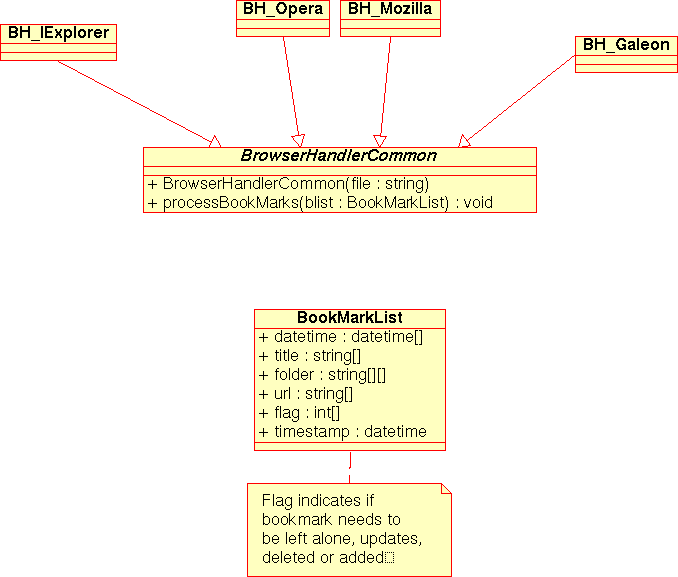 BH_Opera
BH_Mozilla
BH_IExplorer
BH_Galeon
BrowserHandlerCommon
+ BrowserHandlerCommon(file : string)
+ processBookMarks(blist : BookMarkList) : void
BookMarkList
+ datetime : datetime[]
+ title : string[]
+ folder : string[][]
+ url : string[]
+ flag : int[]
+ timestamp : datetime
Flag indicates if
bookmark needs to
be left alone, updates,
deleted or added